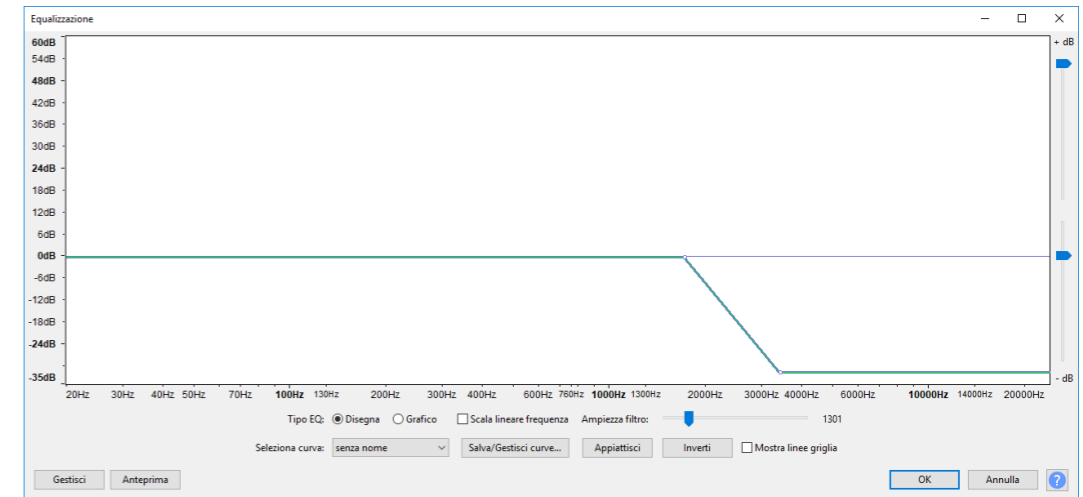 Equalizzazione
60dB + dB
54dB
48dB
42dB
36dB
30dB
24dB
18dB
12dB
6dB
0dB
-6dB
-12dB
-18dB
-24dB
-35dB - dB
20Hz 30Hz 40Hz 50Hz 70Hz 100Hz 130Hz 200Hz 300Hz 400Hz 600Hz 760Hz 1000Hz 1300Hz 2000Hz 3000Hz 4000Hz 6000Hz 10000Hz 14000Hz 20000Hz
Tipo EQ: Disegna Grafico Scala lineare frequenza Ampiezza filtro: 1301
Seleziona curva: senza nome Salva/Gestisci curve... Appiattisci Inverti Mostra linee griglia
Gestisci Anteprima OK Annulla ?